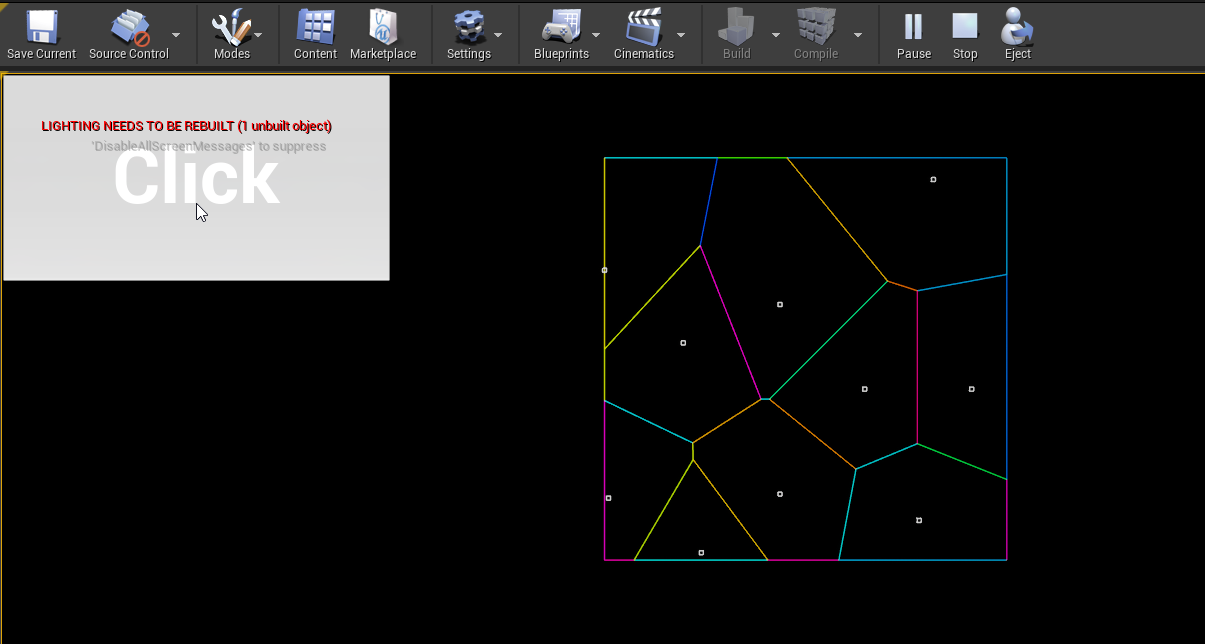 Save Current Source Control Modes Content Marketplace Settings Blueprints Cinematics Build Compile Pause Stop Eject
LIGHTING NEEDS TO BE REBUILT (1 unbuilt object)
'DisableAllScreenMessages' to suppress
Click